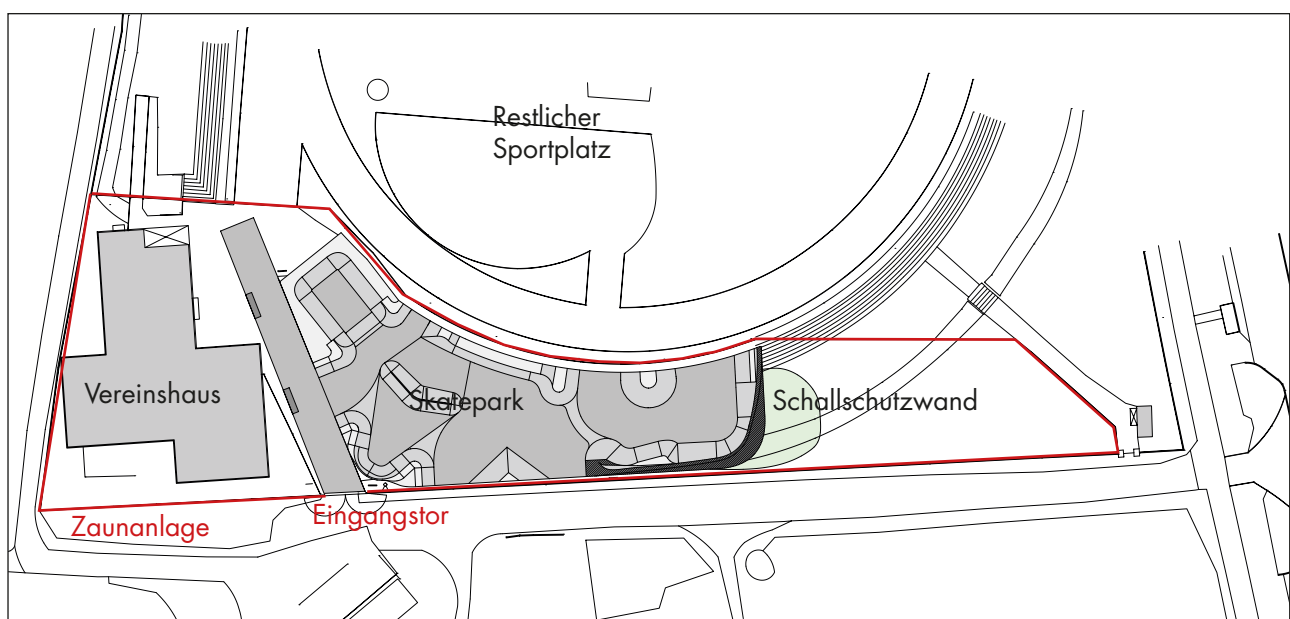 Restlicher
Sportplatz
Vereinshaus
Skatepark
Schallschutzwand
Zaunanlage
Eingangstor